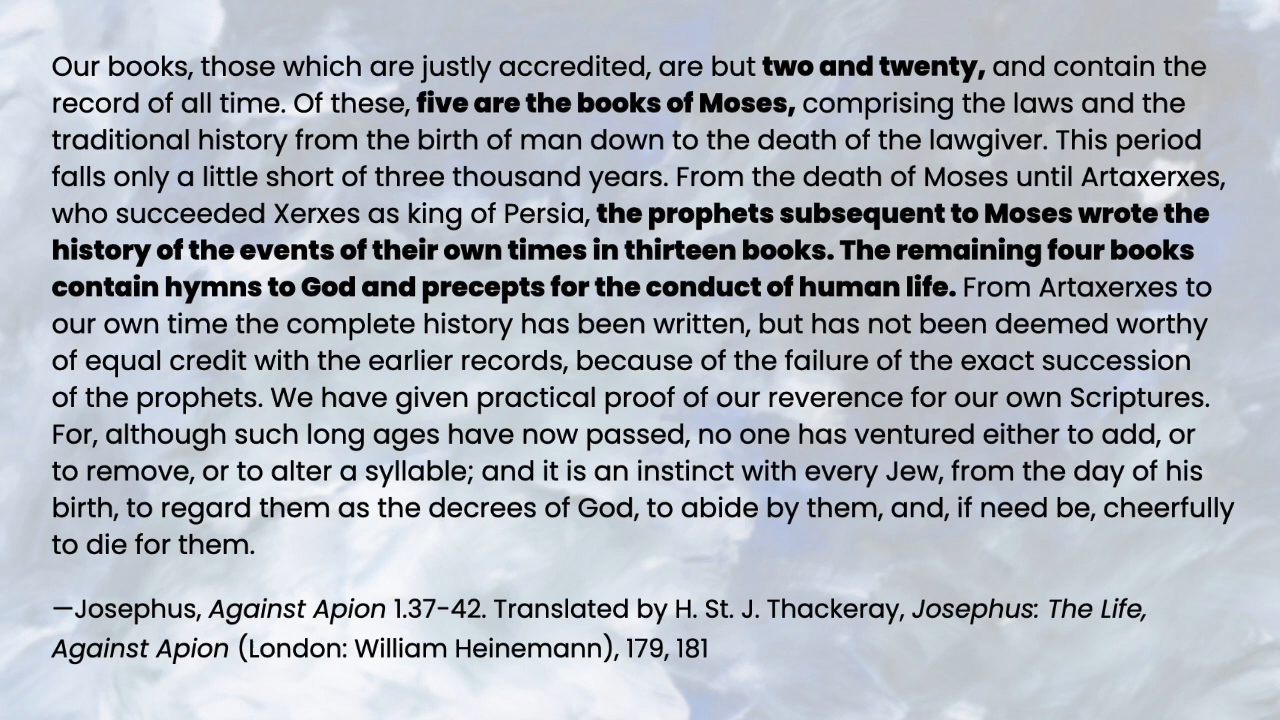 Our books, those which are justly accredited, are but two and twenty, and contain the
record of all time. Of these, five are the books of Moses, comprising the laws and the
traditional history from the birth of man down to the death of the lawgiver. This period
falls only a little short of three thousand years. From the death of Moses until Artaxerxes,
who succeeded Xerxes as king of Persia, the prophets subsequent to Moses wrote the
history of the events of their own times in thirteen books. The remaining four books
contain hymns to God and precepts for the conduct of human life. From Artaxerxes to
our own time the complete history has been written, but has not been deemed worthy
of equal credit with the earlier records, because of the failure of the exact succession
of the prophets. We have given practical proof of our reverence for our own Scriptures.
For, although such long ages have now passed, no one has ventured either to add, or
to remove, or to alter a syllable; and it is an instinct with every Jew, from the day of his
birth, to regard them as the decrees of God, to abide by them, and, if need be, cheerfully
to die for them.
—Josephus, Against Apion 1.37–42. Translated by H. St. J. Thackeray, Josephus: The Life,
Against Apion (London: William Heinemann), 179, 181